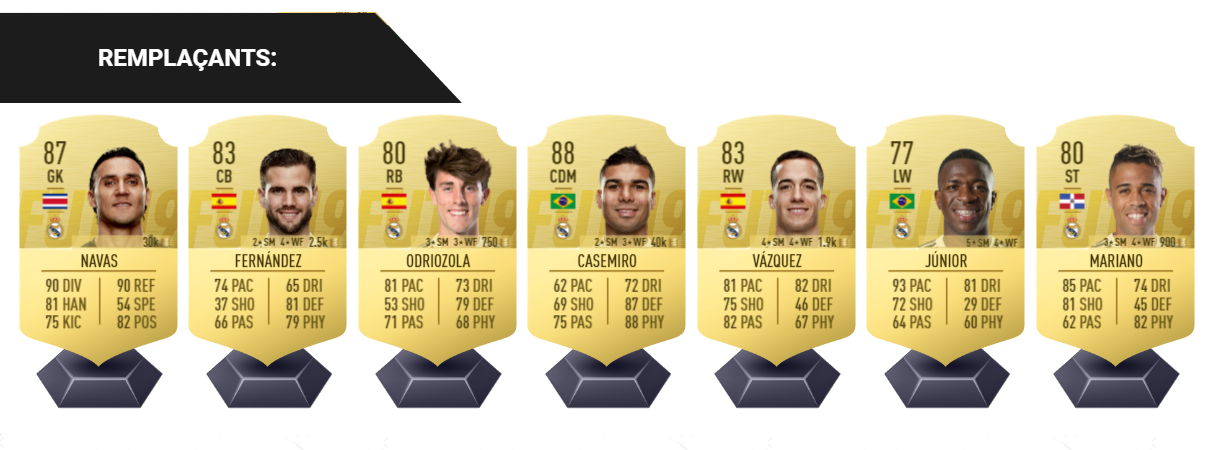 REMPLAÇANTS:
87
GK
30k
NAVAS
90 DIV 90 REF
81 HAN 54 SPE
75 KIC 82 POS
83
CB
2★ SM 4★ WF 2.5k
FERNÁNDEZ
74 PAC 65 DRI
37 SHO 81 DEF
66 PAS 79 PHY
80
RB
3★ SM 3★ WF 750
ODRIOZOLA
81 PAC 73 DRI
53 SHO 79 DEF
71 PAS 68 PHY
88
CDM
2★ SM 3★ WF 40k
CASEMIRO
62 PAC 72 DRI
69 SHO 87 DEF
75 PAS 88 PHY
83
RW
4★ SM 4★ WF 1.9k
VÁZQUEZ
81 PAC 82 DRI
75 SHO 46 DEF
82 PAS 67 PHY
77
LW
5★ SM 4★ WF
JÚNIOR
93 PAC 81 DRI
72 SHO 29 DEF
64 PAS 60 PHY
80
ST
3★ SM 4★ WF 900
MARIANO
85 PAC 74 DRI
81 SHO 45 DEF
62 PAS 82 PHY